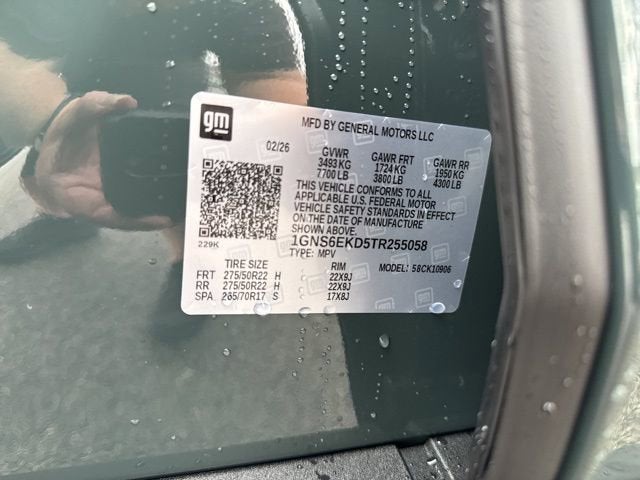 gm
MFD BY GENERAL MOTORS LLC
02/26
GVWR GAWR FRT GAWR RR
3493 KG 1724 KG 1950 KG
7700 LB 3800 LB 4300 LB
THIS VEHICLE CONFORMS TO ALL
APPLICABLE U.S. FEDERAL MOTOR
VEHICLE SAFETY STANDARDS IN EFFECT
ON THE DATE OF MANUFACTURE
SHOWN ABOVE.
229K
1GNS6EKD5TR255058
TYPE: MPV
MODEL: 58CK10906
TIRE SIZE RIM
FRT 275/50R22 H 22X9J
RR 275/50R22 H 22X9J
SPA 265/70R17 S 17X8J